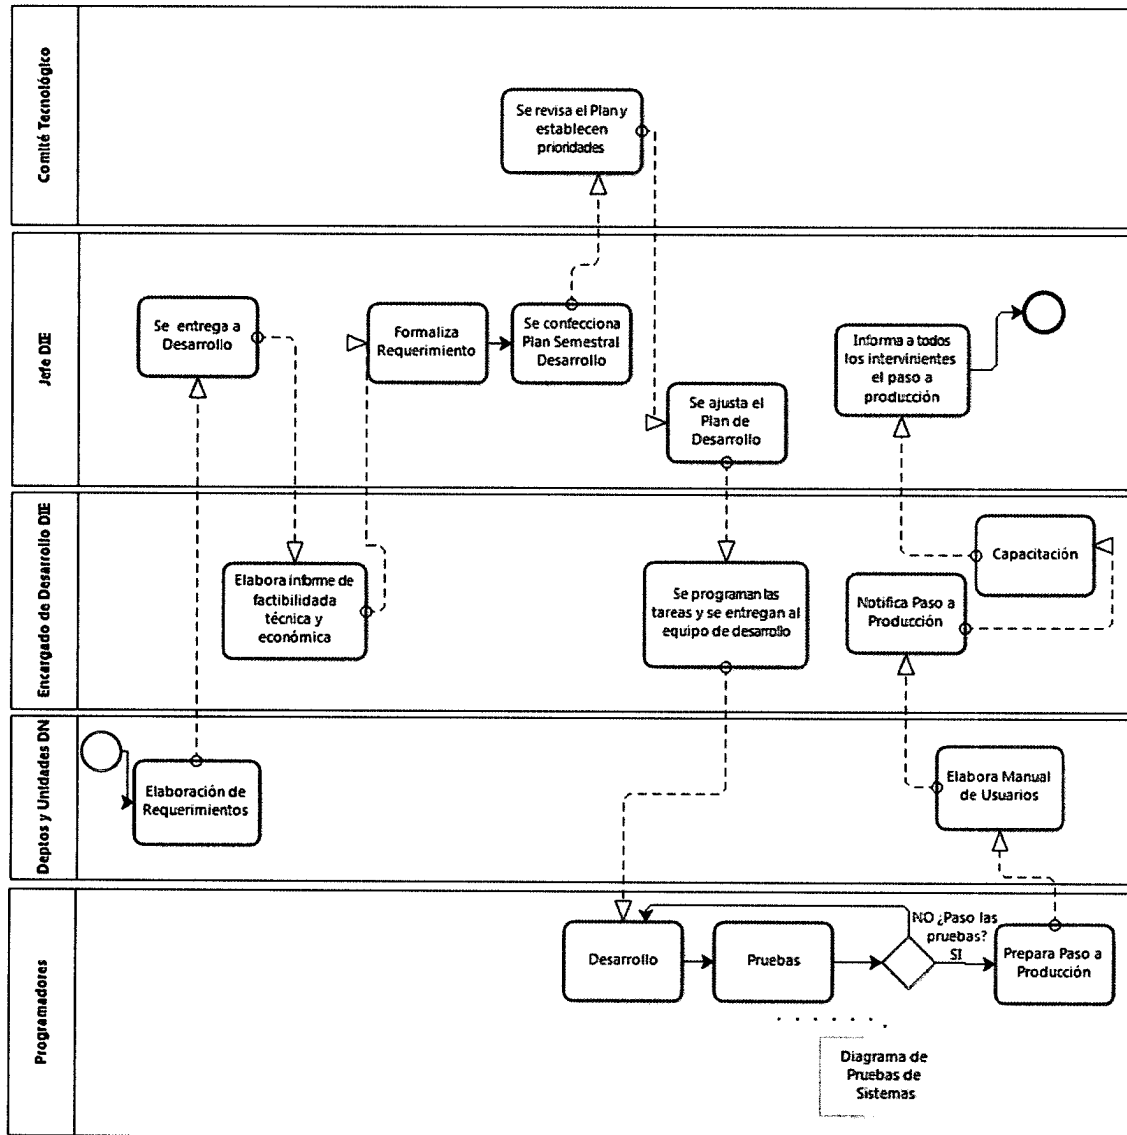 Comité Tecnológico
Se revisa el Plan y
establecen
prioridades
Jefe DIE
Se entrega a
Desarrollo
Formaliza
Requerimiento
Se confecciona
Plan Semestral
Desarrollo
Se ajusta el
Plan de
Desarrollo
Informa a todos
los intervinientes
el paso a
producción
Encargado de Desarrollo DIE
Elabora informe de
factibilidada
técnica y
económica
Se programan las
tareas y se entregan al
equipo de desarrollo
Notifica Paso a
Producción
Capacitación
Deptos y Unidades DN
Elaboración de
Requerimientos
Elabora Manual
de Usuarios
Programadores
Desarrollo
Pruebas
NO ¿Paso las
pruebas?
SI
Prepara Paso a
Producción
Diagrama de
Pruebas de
Sistemas